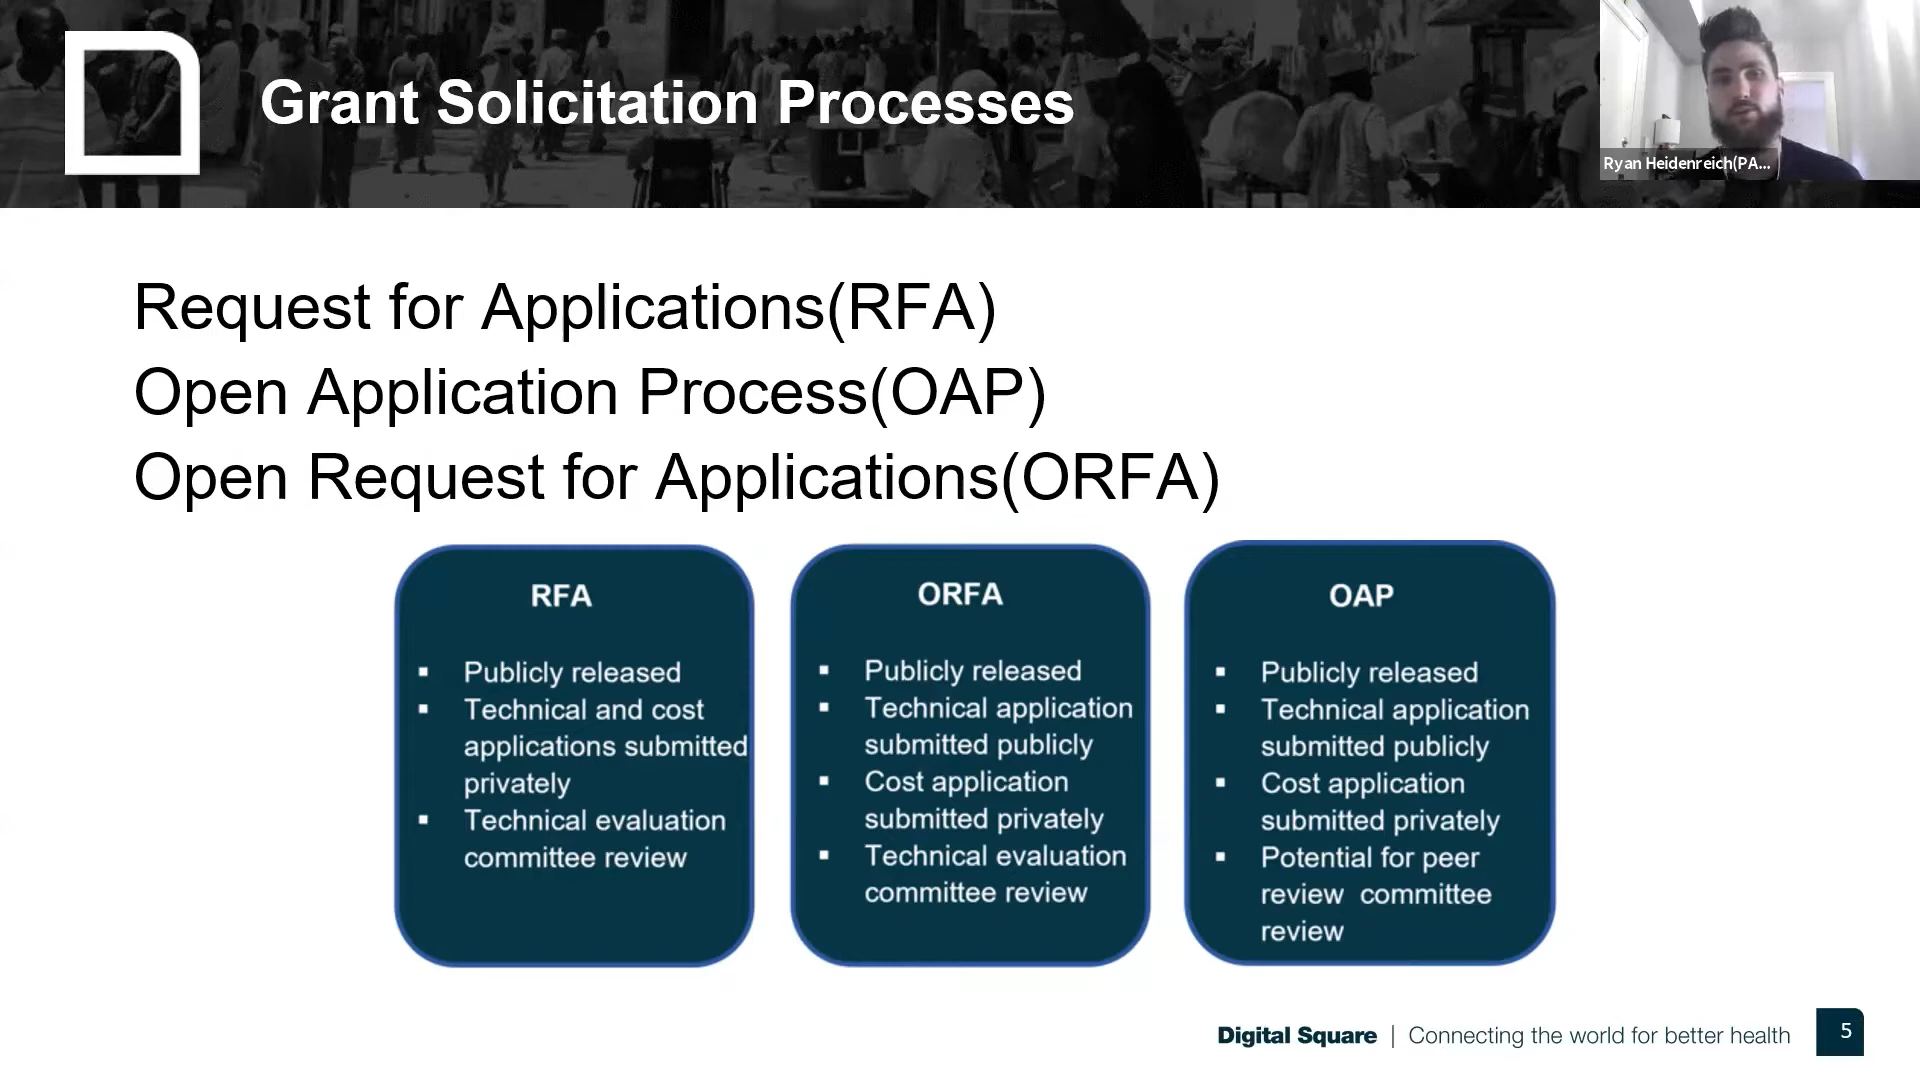 Grant Solicitation Processes
Ryan Heidenreich(PA...
Request for Applications(RFA)
Open Application Process(OAP)
Open Request for Applications(ORFA)
RFA
▪ Publicly released
▪ Technical and cost
applications submitted
privately
▪ Technical evaluation
committee review
ORFA
▪ Publicly released
▪ Technical application
submitted publicly
▪ Cost application
submitted privately
▪ Technical evaluation
committee review
OAP
▪ Publicly released
▪ Technical application
submitted publicly
▪ Cost application
submitted privately
▪ Potential for peer
review committee
review
Digital Square | Connecting the world for better health
5